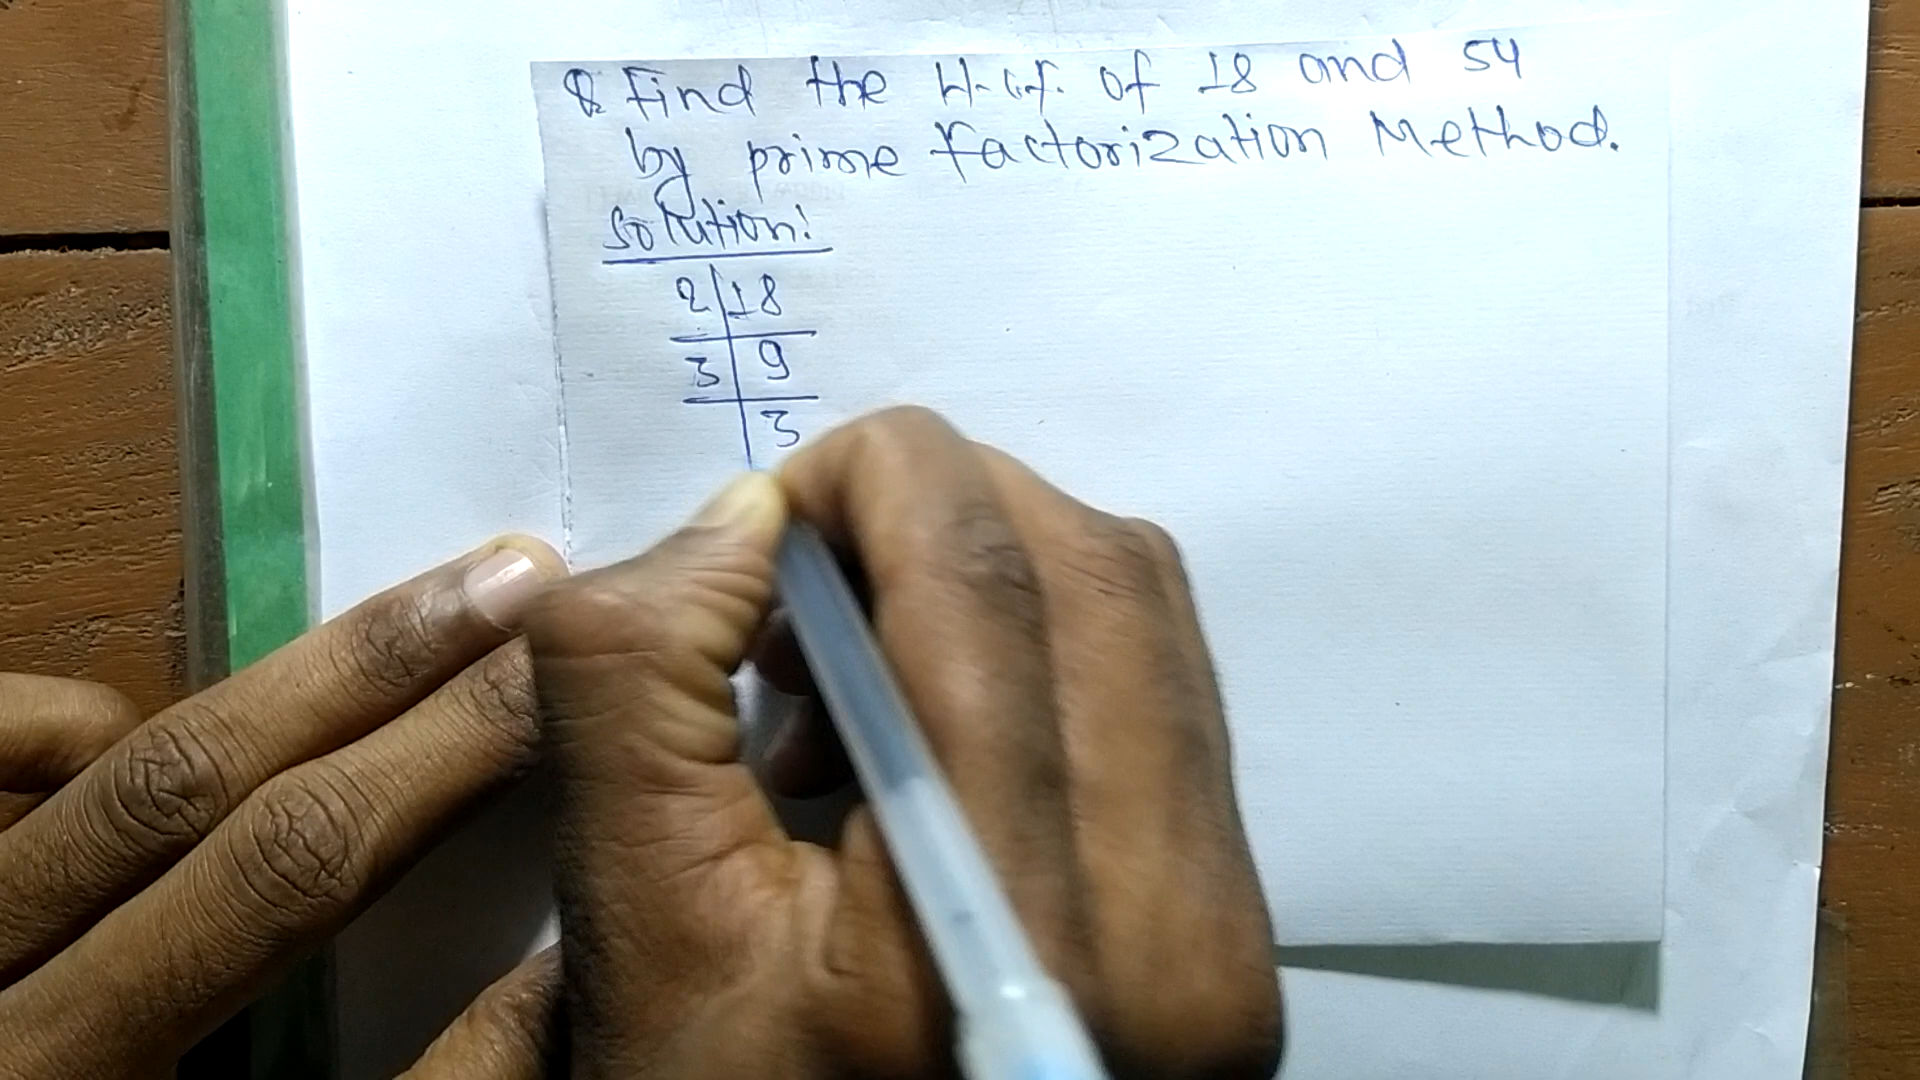 Q Find the H.C.F. of 18 and 54
by prime factorization Method.
Solution:
2 18
3 9
3